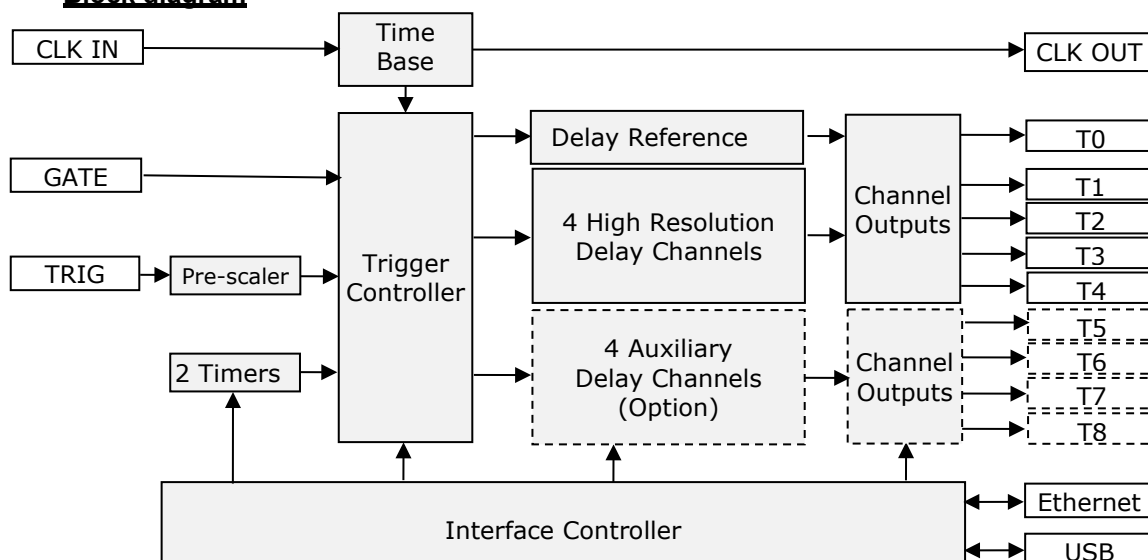 Block diagram
CLK IN
Time
Base
CLK OUT
Delay Reference
T0
GATE
4 High Resolution
Delay Channels
Channel
Outputs
T1
T2
T3
T4
TRIG
Pre-scaler
Trigger
Controller
2 Timers
4 Auxiliary
Delay Channels
(Option)
Channel
Outputs
T5
T6
T7
T8
Interface Controller
Ethernet
USB